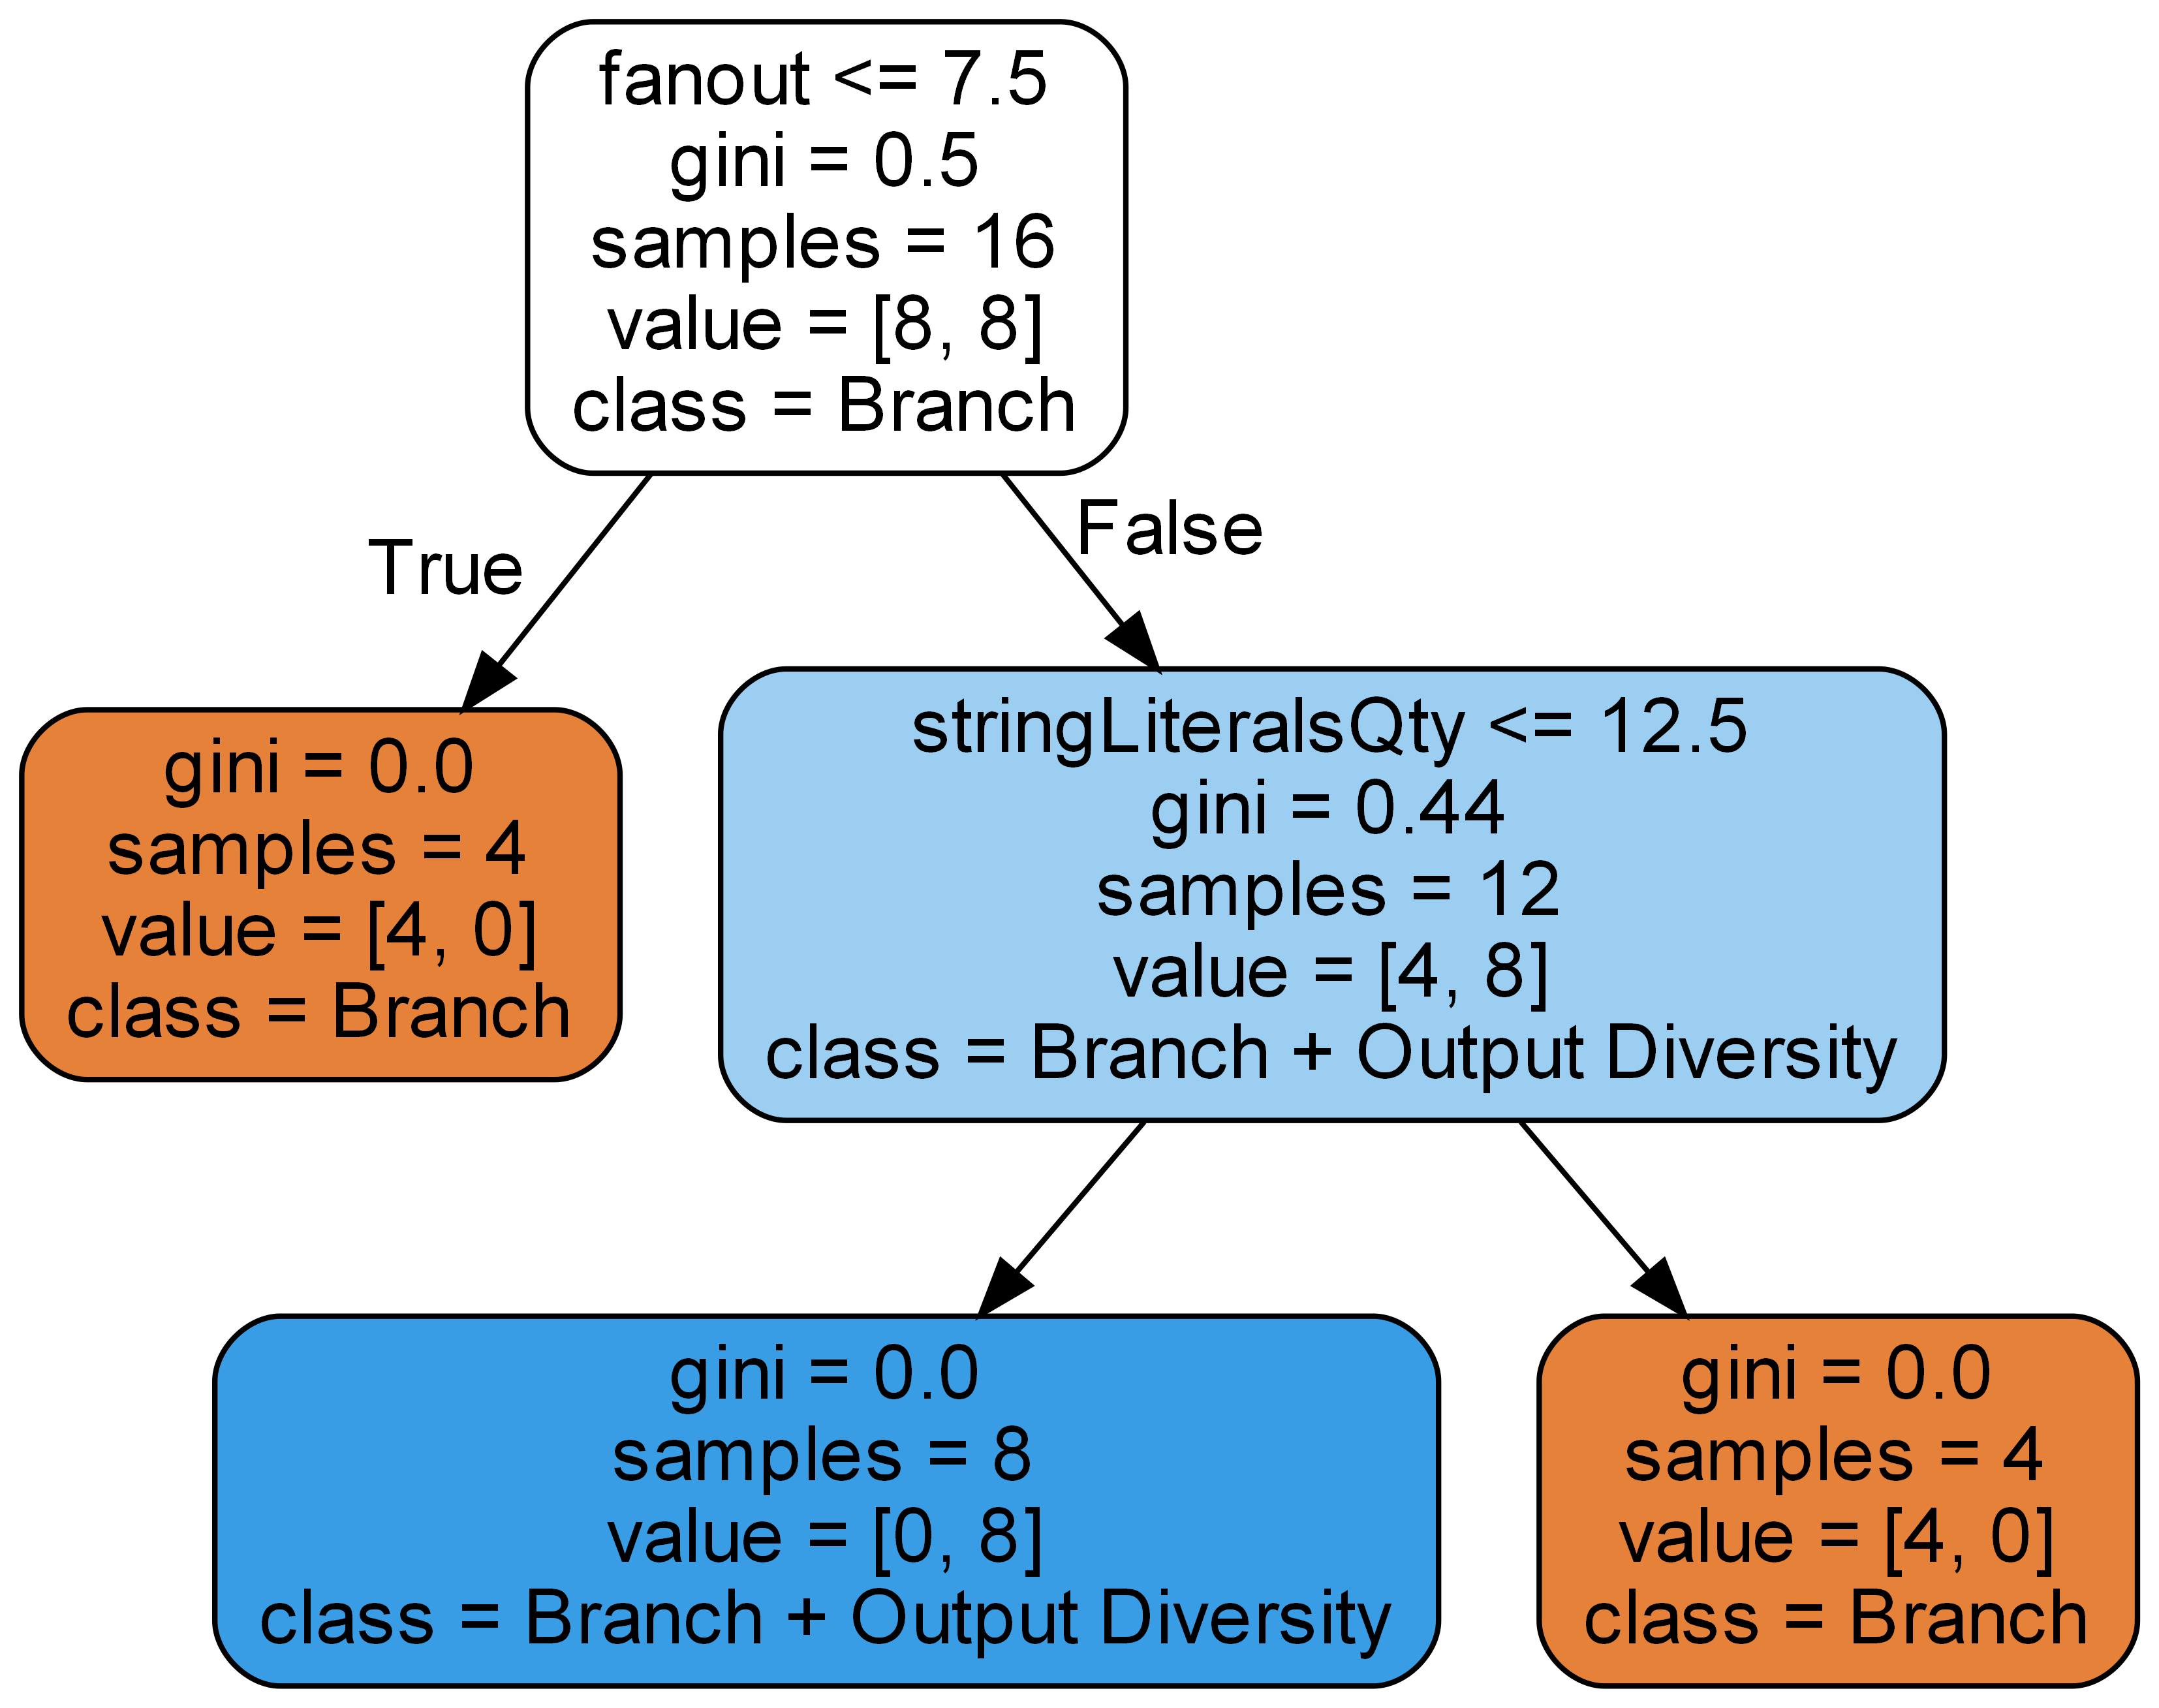 fanout <= 7.5
gini = 0.5
samples = 16
value = [8, 8]
class = Branch
True
False
gini = 0.0
samples = 4
value = [4, 0]
class = Branch
stringLiteralsQty <= 12.5
gini = 0.44
samples = 12
value = [4, 8]
class = Branch + Output Diversity
gini = 0.0
samples = 8
value = [0, 8]
class = Branch + Output Diversity
gini = 0.0
samples = 4
value = [4, 0]
class = Branch